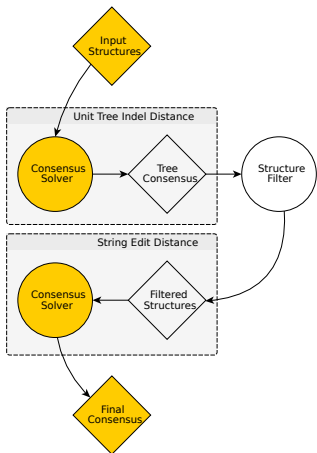 Input
Structures
Unit Tree Indel Distance
Consensus
Solver
Tree
Consensus
Structure
Filter
String Edit Distance
Consensus
Solver
Filtered
Structures
Final
Consensus